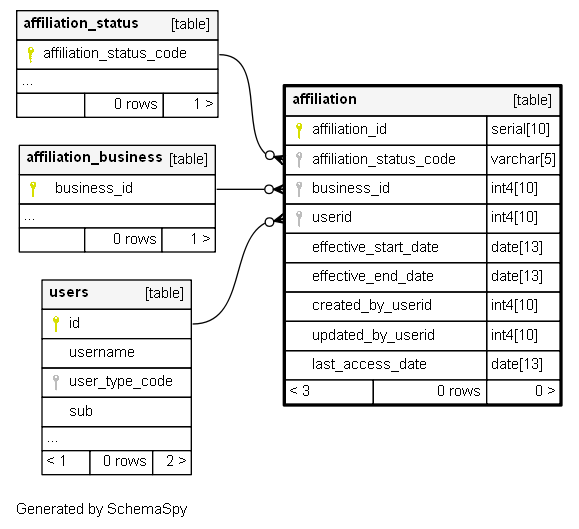 affiliation_status [table]
affiliation_status_code
...
0 rows 1 >
affiliation_business [table]
business_id
...
0 rows 1 >
users [table]
id
username
user_type_code
sub
...
< 1 0 rows 2 >
affiliation [table]
affiliation_id serial[10]
affiliation_status_code varchar[5]
business_id int4[10]
userid int4[10]
effective_start_date date[13]
effective_end_date date[13]
created_by_userid int4[10]
updated_by_userid int4[10]
last_access_date date[13]
< 3 0 rows 0 >
Generated by SchemaSpy